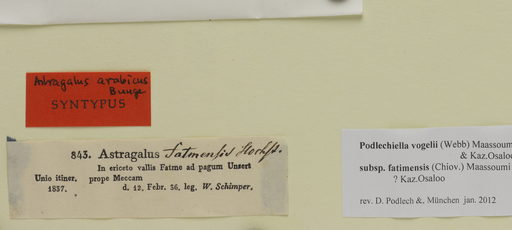 Astragalus arabicus
Bunge
SYNTYPUS
843. Astragalus fatmensis Hochst.
In ericeto vallis Fatme ad pagum Unsert
Unio itiner. prope Meccam
1837. d. 12. Febr. 36. leg. W. Schimper.
Podlechiella vogelii (Webb) Maassoum
& Kaz.Osaloo
subsp. fatimensis (Chiov.) Maassoumi
? Kaz.Osaloo
rev. D. Podlech &, München jan. 2012